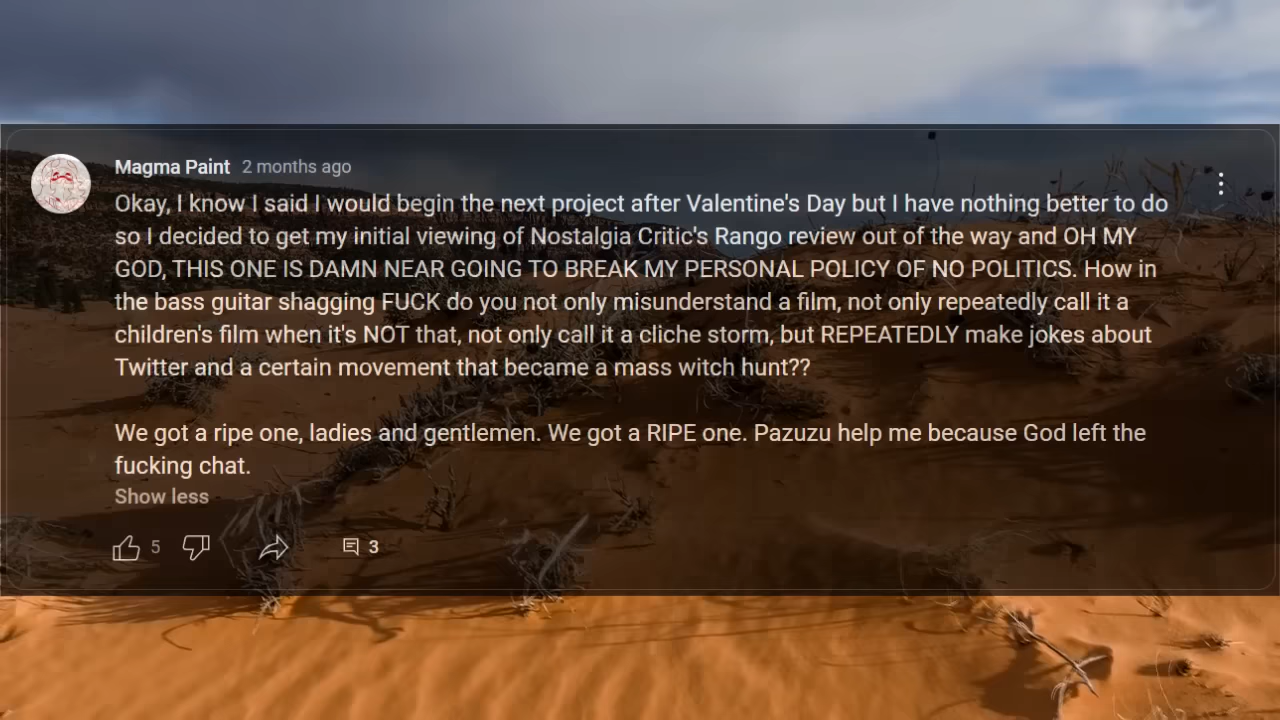 Magma Paint 2 months ago
Okay, I know I said I would begin the next project after Valentine's Day but I have nothing better to do
so I decided to get my initial viewing of Nostalgia Critic's Rango review out of the way and OH MY
GOD, THIS ONE IS DAMN NEAR GOING TO BREAK MY PERSONAL POLICY OF NO POLITICS. How in
the bass guitar shagging FUCK do you not only misunderstand a film, not only repeatedly call it a
children's film when it's NOT that, not only call it a cliche storm, but REPEATEDLY make jokes about
Twitter and a certain movement that became a mass witch hunt??
We got a ripe one, ladies and gentlemen. We got a RIPE one. Pazuzu help me because God left the
fucking chat.
Show less
5 3